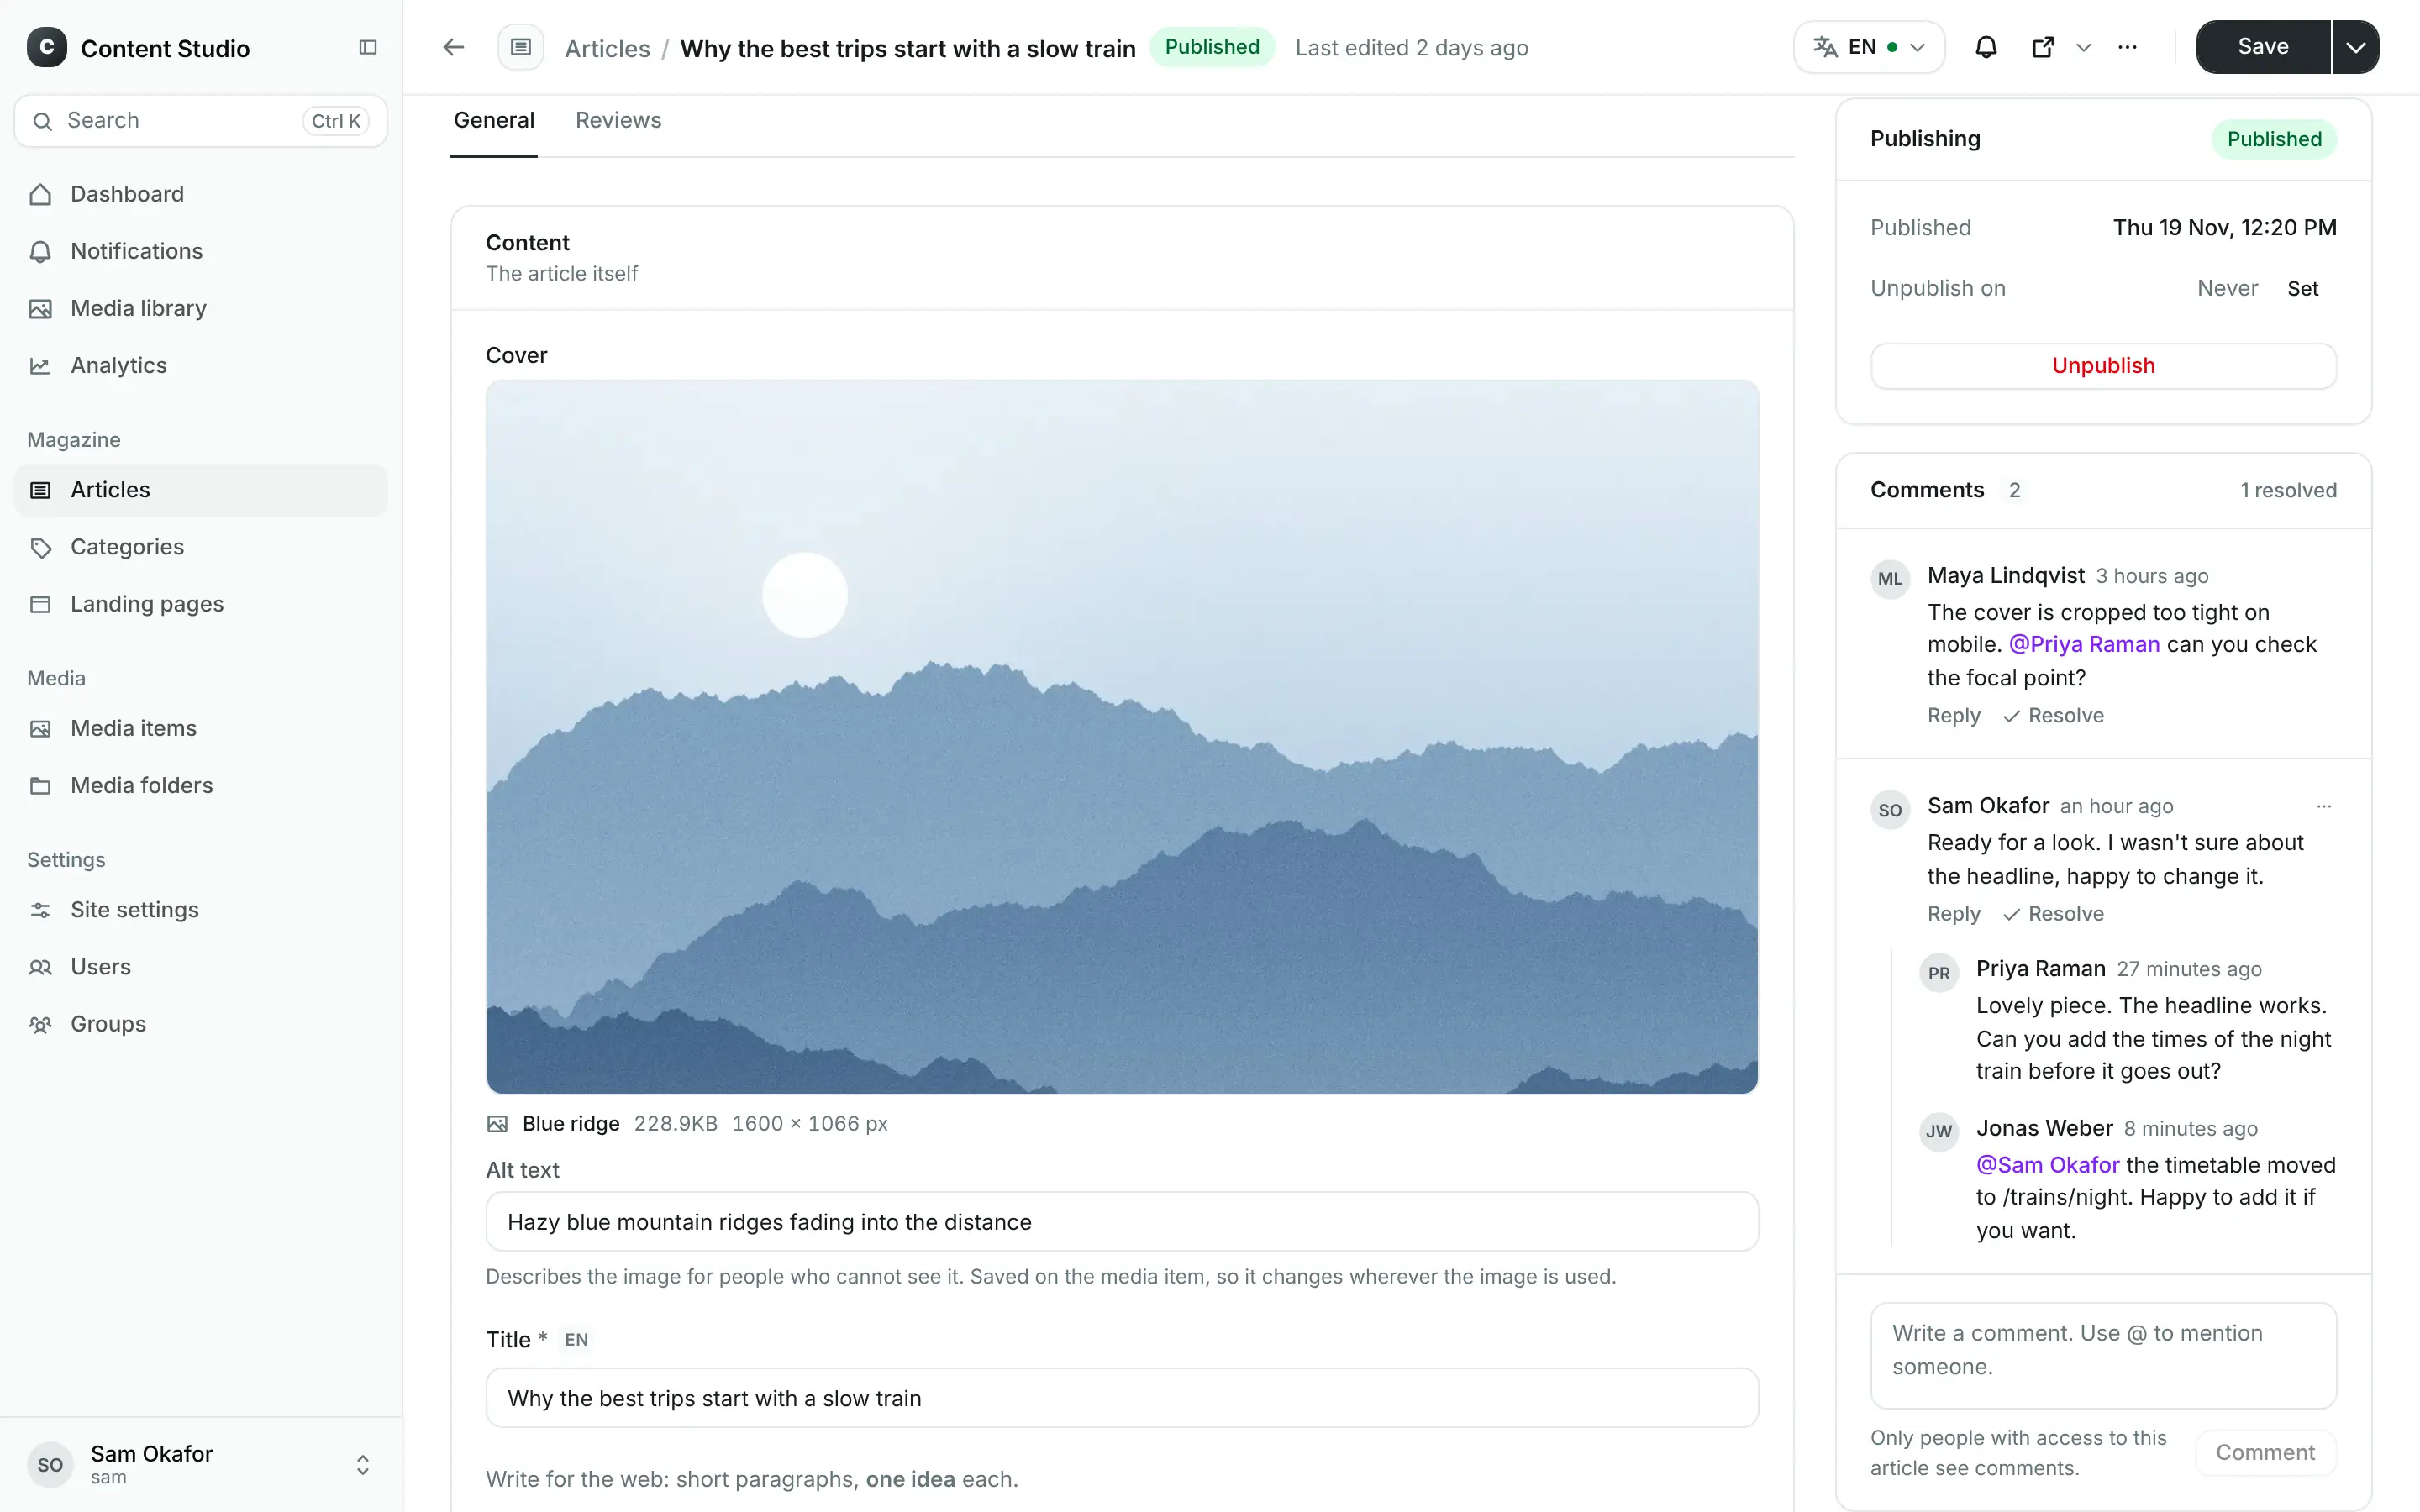 C Content Studio
Search Ctrl K
Dashboard
Notifications
Media library
Analytics
Magazine
Articles
Categories
Landing pages
Media
Media items
Media folders
Settings
Site settings
Users
Groups
SO Sam Okafor
sam
Articles / Why the best trips start with a slow train Published Last edited 2 days ago
EN
Save
General Reviews
Content
The article itself
Cover
Blue ridge 228.9KB 1600 × 1066 px
Alt text
Hazy blue mountain ridges fading into the distance
Describes the image for people who cannot see it. Saved on the media item, so it changes wherever the image is used.
Title * EN
Why the best trips start with a slow train
Write for the web: short paragraphs, one idea each.
Publishing Published
Published Thu 19 Nov, 12:20 PM
Unpublish on Never Set
Unpublish
Comments 2 1 resolved
ML Maya Lindqvist 3 hours ago
The cover is cropped too tight on
mobile. @Priya Raman can you check
the focal point?
Reply Resolve
SO Sam Okafor an hour ago
Ready for a look. I wasn't sure about
the headline, happy to change it.
Reply Resolve
PR Priya Raman 27 minutes ago
Lovely piece. The headline works.
Can you add the times of the night
train before it goes out?
JW Jonas Weber 8 minutes ago
@Sam Okafor the timetable moved
to /trains/night. Happy to add it if
you want.
Write a comment. Use @ to mention
someone.
Only people with access to this
article see comments.
Comment